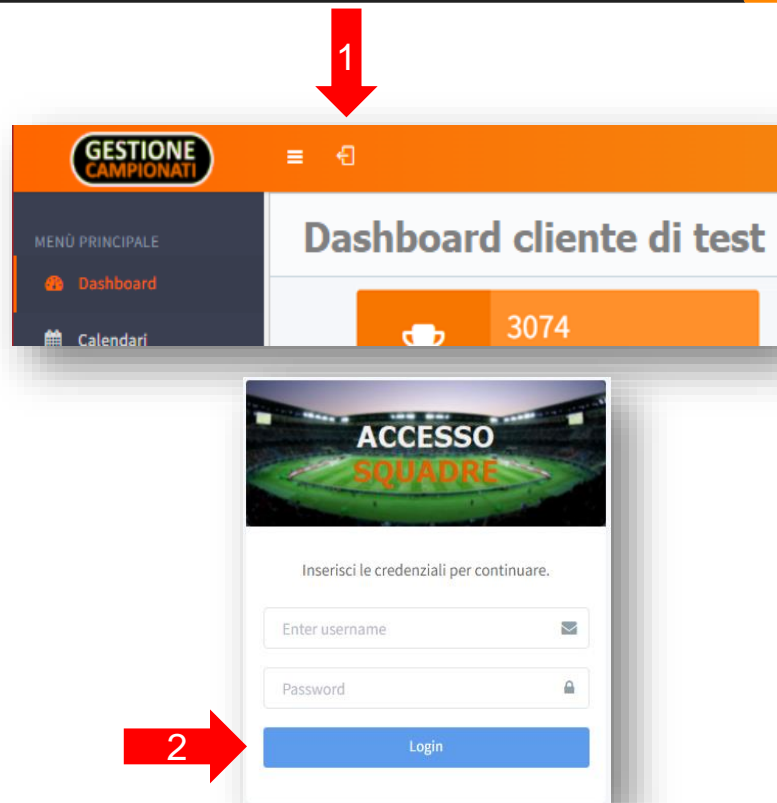 1
GESTIONE
CAMPIONATI
MENÙ PRINCIPALE
Dashboard cliente di test
Dashboard
3074
Calendari
ACCESSO
SQUADRE
Inserisci le credenziali per continuare.
Enter username
Password
2
Login